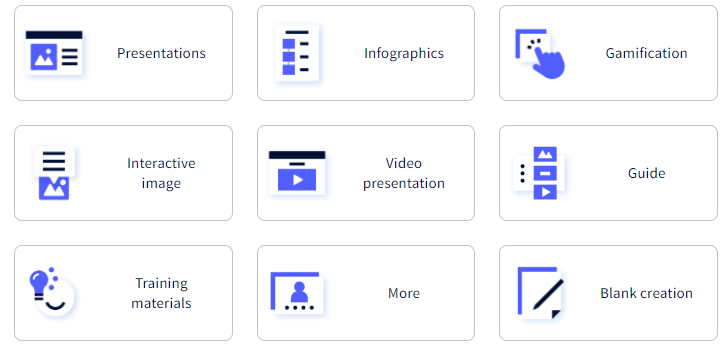 Presentations
Infographics
Gamification
Interactive
image
Video
presentation
Guide
Training
materials
More
Blank creation